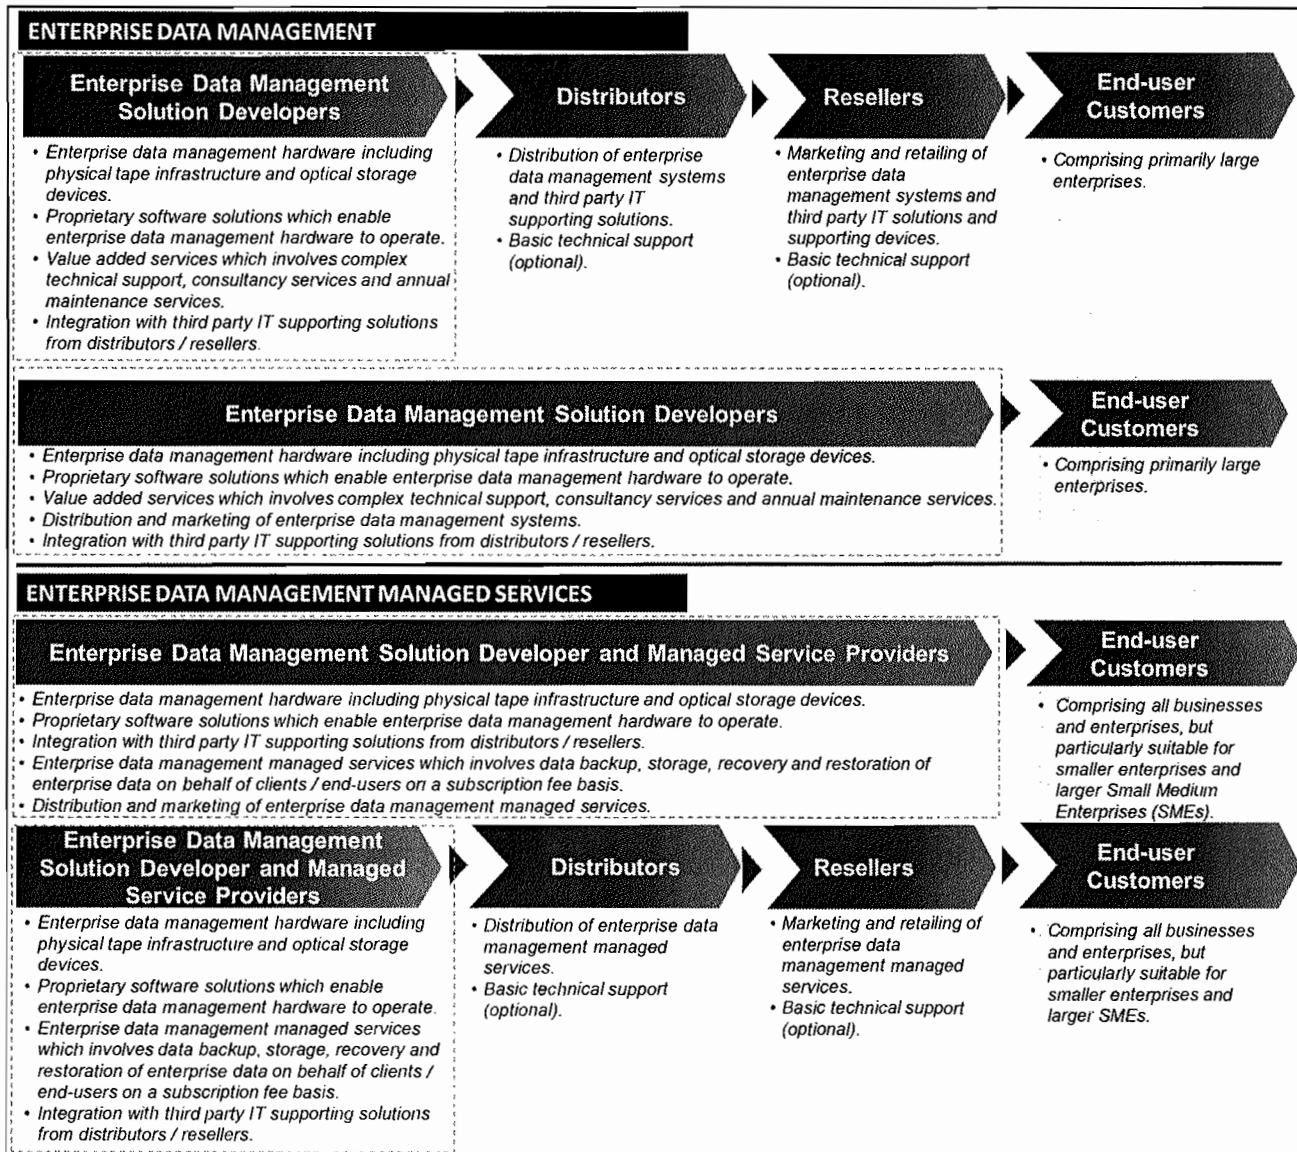 ENTERPRISE DATA MANAGEMENT
Enterprise Data Management
Solution Developers
• Enterprise data management hardware including
physical tape infrastructure and optical storage
devices.
• Proprietary software solutions which enable
enterprise data management hardware to operate.
• Value added services which involves complex
technical support, consultancy services and annual
maintenance services.
• Integration with third party IT supporting solutions
from distributors / resellers.
Distributors
• Distribution of enterprise
data management systems
and third party IT
supporting solutions.
• Basic technical support
(optional).
Resellers
• Marketing and retailing of
enterprise data
management systems and
third party IT solutions and
supporting devices.
• Basic technical support
(optional).
End-user
Customers
• Comprising primarily large
enterprises.
Enterprise Data Management Solution Developers
• Enterprise data management hardware including physical tape infrastructure and optical storage devices.
• Proprietary software solutions which enable enterprise data management hardware to operate.
• Value added services which involves complex technical support, consultancy services and annual maintenance services.
• Distribution and marketing of enterprise data management systems.
• Integration with third party IT supporting solutions from distributors / resellers.
End-user
Customers
• Comprising primarily large
enterprises.
ENTERPRISE DATA MANAGEMENT MANAGED SERVICES
Enterprise Data Management Solution Developer and Managed Service Providers
• Enterprise data management hardware including physical tape infrastructure and optical storage devices.
• Proprietary software solutions which enable enterprise data management hardware to operate.
• Integration with third party IT supporting solutions from distributors / resellers.
• Enterprise data management managed services which involves data backup, storage, recovery and restoration of
enterprise data on behalf of clients / end-users on a subscription fee basis.
• Distribution and marketing of enterprise data management managed services.
End-user
Customers
• Comprising all businesses
and enterprises, but
particularly suitable for
smaller enterprises and
larger Small Medium
Enterprises (SMEs).
Enterprise Data Management
Solution Developer and Managed
Service Providers
• Enterprise data management hardware including
physical tape infrastructure and optical storage
devices.
• Proprietary software solutions which enable
enterprise data management hardware to operate.
• Enterprise data management managed services
which involves data backup, storage, recovery and
restoration of enterprise data on behalf of clients /
end-users on a subscription fee basis.
• Integration with third party IT supporting solutions
from distributors / resellers.
Distributors
• Distribution of enterprise data
management managed
services.
• Basic technical support
(optional).
Resellers
• Marketing and retailing of
enterprise data
management managed
services.
• Basic technical support
(optional).
End-user
Customers
• Comprising all businesses
and enterprises, but
particularly suitable for
smaller enterprises and
larger SMEs.